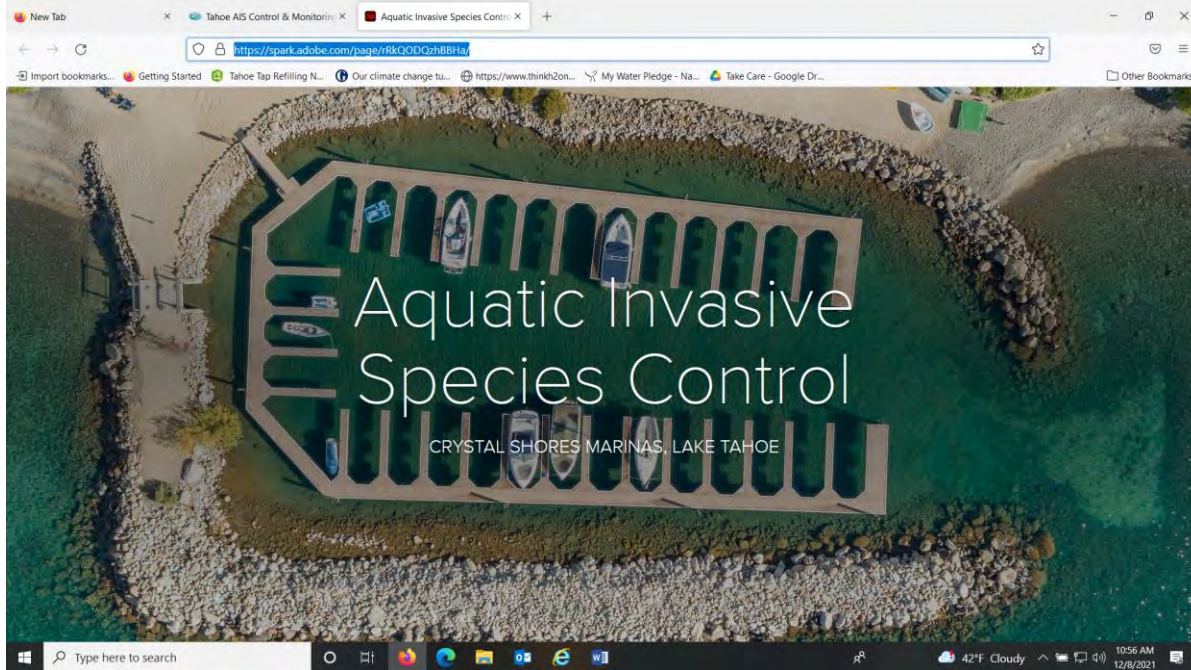 New Tab
Tahoe AIS Control & Monitorin
Aquatic Invasive Species Contro
https://spark.adobe.com/page/rRkQODQzhBBHa/
Import bookmarks... Getting Started Tahoe Tap Refilling N... Our climate change tu... https://www.thinkh2on... My Water Pledge - Na... Take Care - Google Dr... Other Bookmarks
Aquatic Invasive
Species Control
CRYSTAL SHORES MARINAS, LAKE TAHOE
Type here to search
42°F Cloudy
10:56 AM
12/8/2021